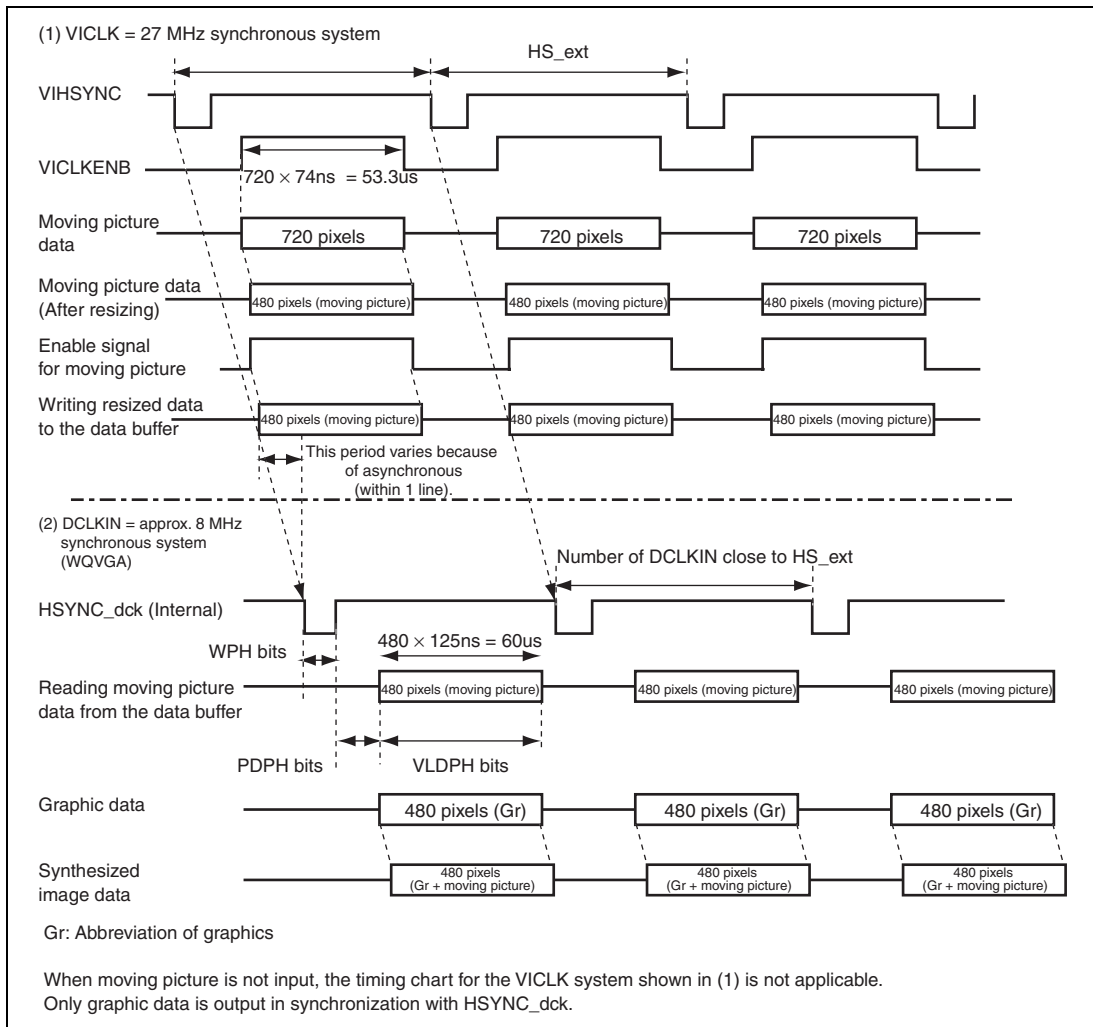 (1) VICLK = 27 MHz synchronous system
HS_ext
VIHSYNC
VICLKENB
720 × 74ns = 53.3us
Moving picture
data
720 pixels
720 pixels
720 pixels
Moving picture data
(After resizing)
480 pixels (moving picture)
480 pixels (moving picture)
480 pixels (moving picture)
Enable signal
for moving picture
Writing resized data
to the data buffer
480 pixels (moving picture)
480 pixels (moving picture)
480 pixels (moving picture)
This period varies because
of asynchronous
(within 1 line).
(2) DCLKIN = approx. 8 MHz
synchronous system
(WQVGA)
Number of DCLKIN close to HS_ext
HSYNC_dck (Internal)
WPH bits
480 × 125ns = 60us
Reading moving picture
data from the data buffer
480 pixels (moving picture)
480 pixels (moving picture)
480 pixels (moving picture)
PDPH bits
VLDPH bits
Graphic data
480 pixels (Gr)
480 pixels (Gr)
480 pixels (Gr)
Synthesized
image data
480 pixels
(Gr + moving picture)
480 pixels
(Gr + moving picture)
480 pixels
(Gr + moving picture)
Gr: Abbreviation of graphics
When moving picture is not input, the timing chart for the VICLK system shown in (1) is not applicable.
Only graphic data is output in synchronization with HSYNC_dck.